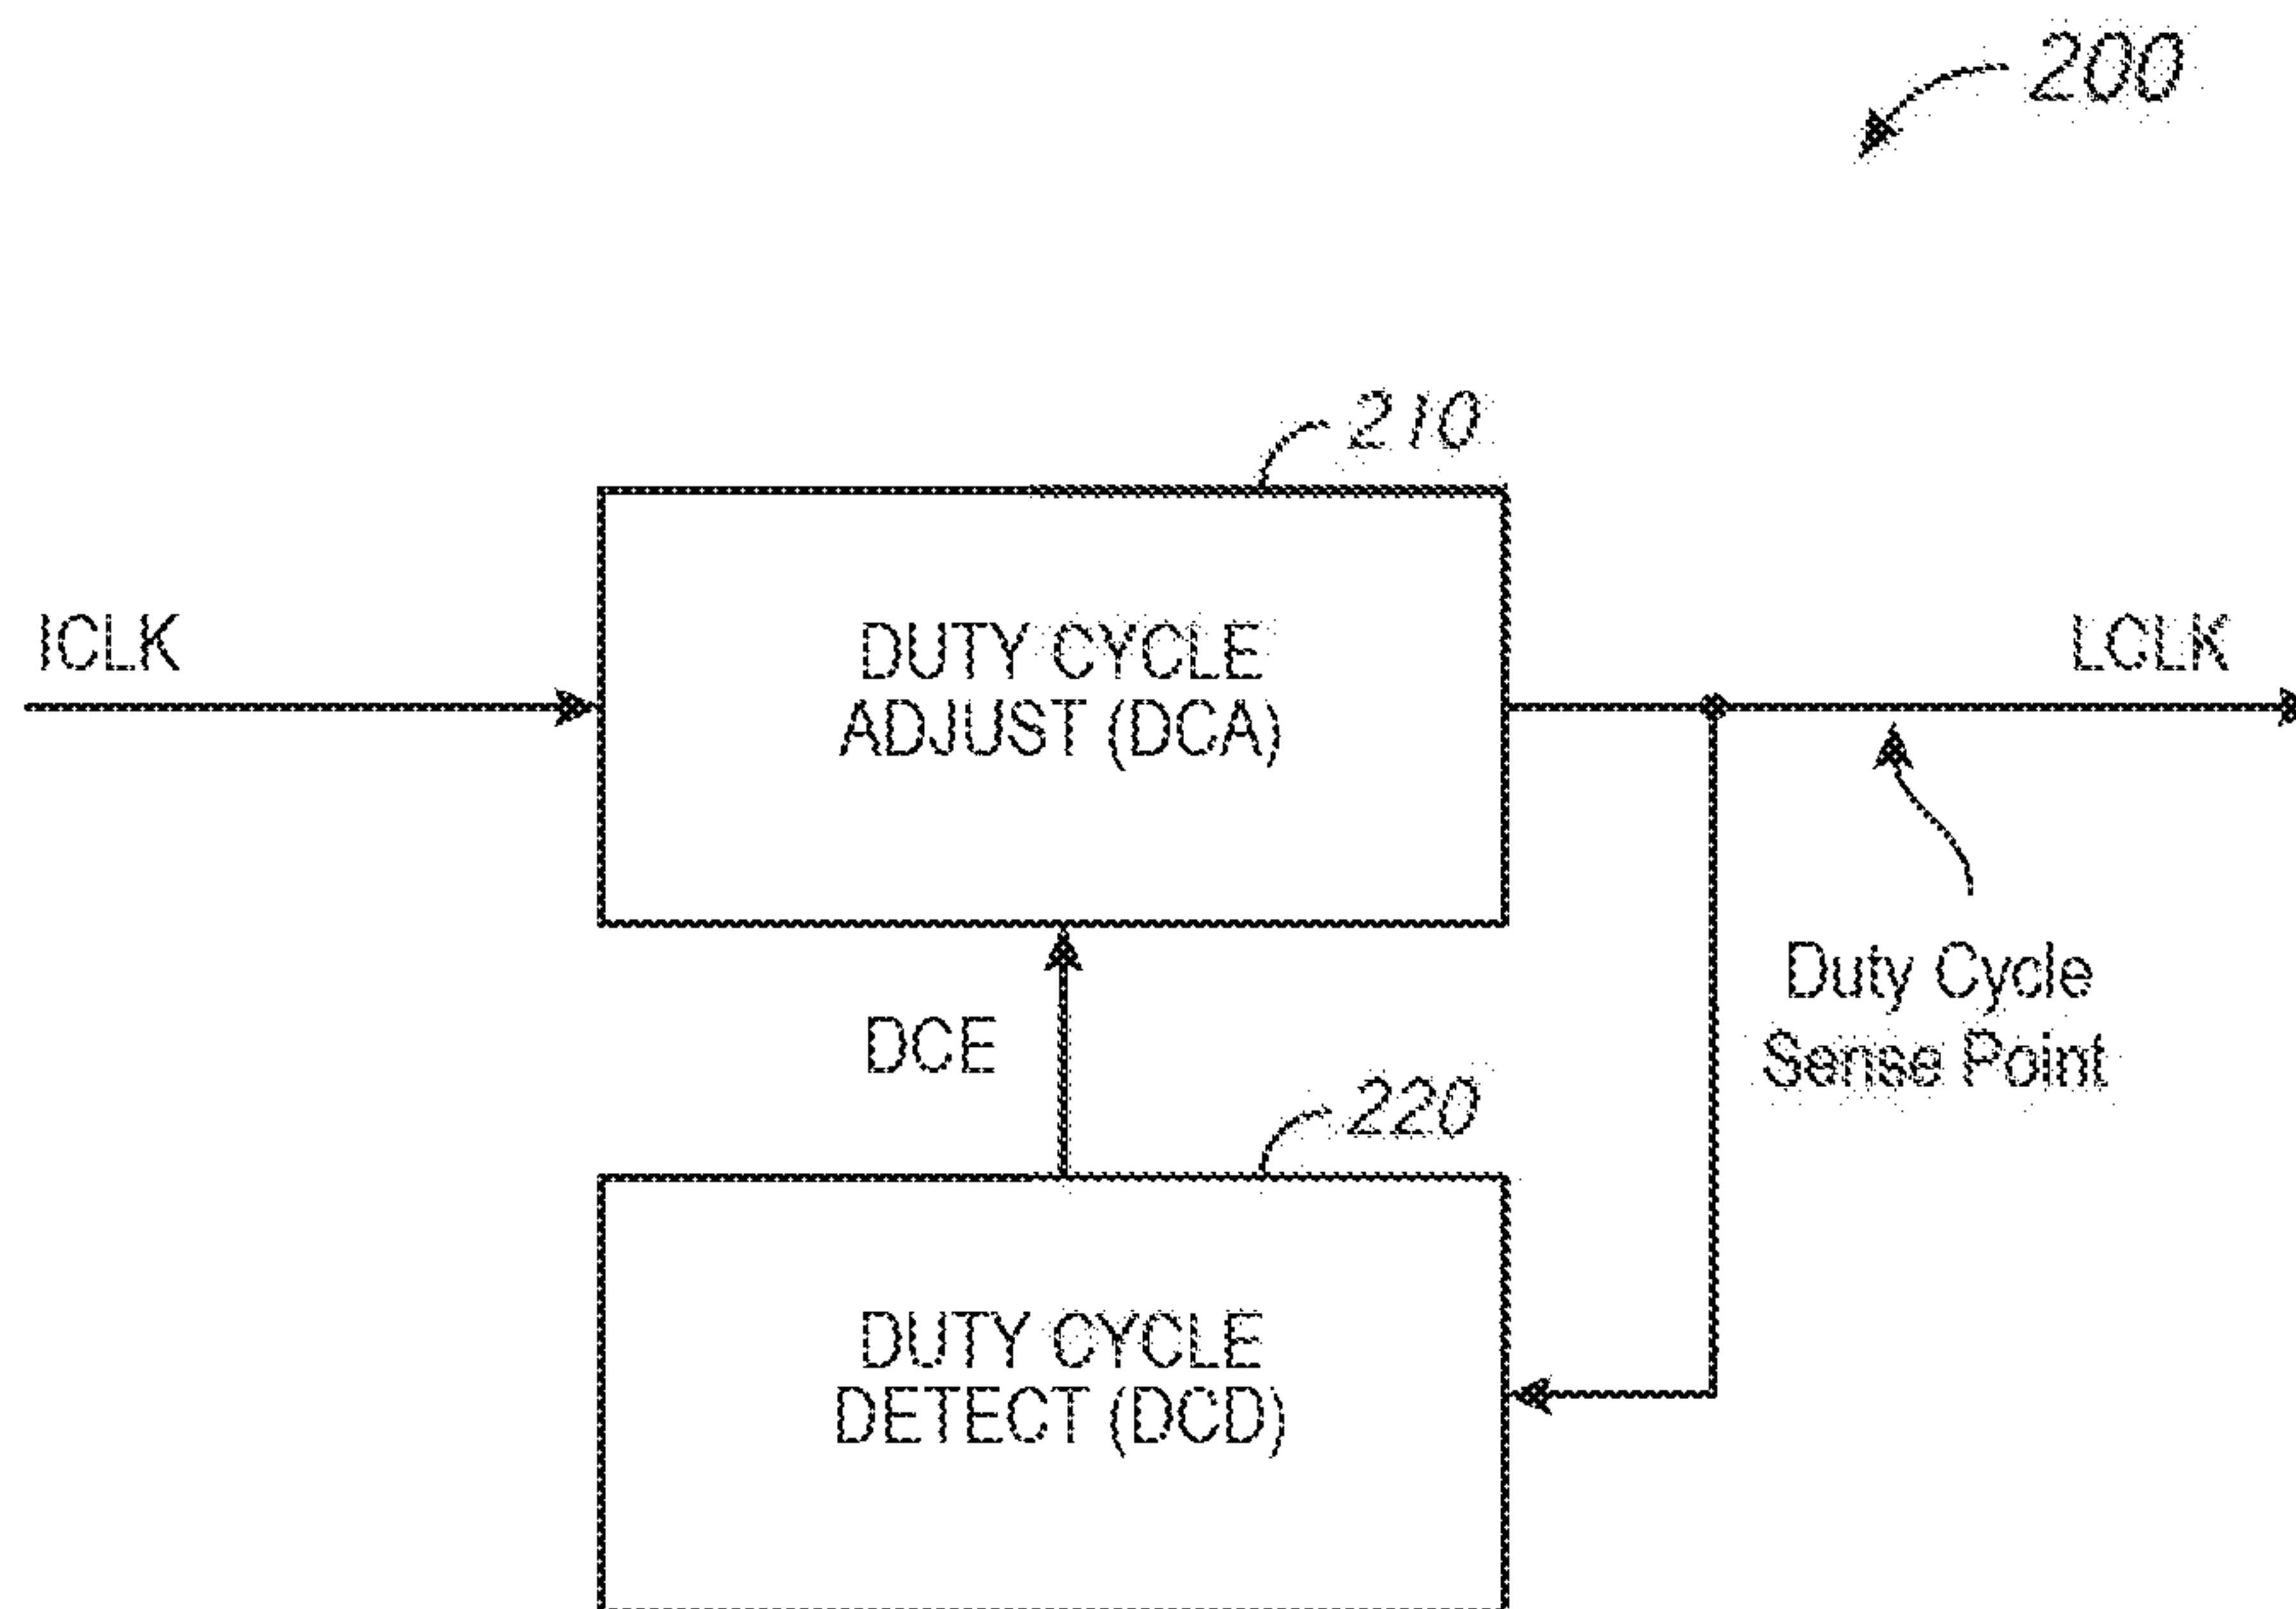 200
210
ICLK
DUTY CYCLE
ADJUST (DCA)
LCLK
Duty Cycle
Sense Point
DCE
220
DUTY CYCLE
DETECT (DCD)